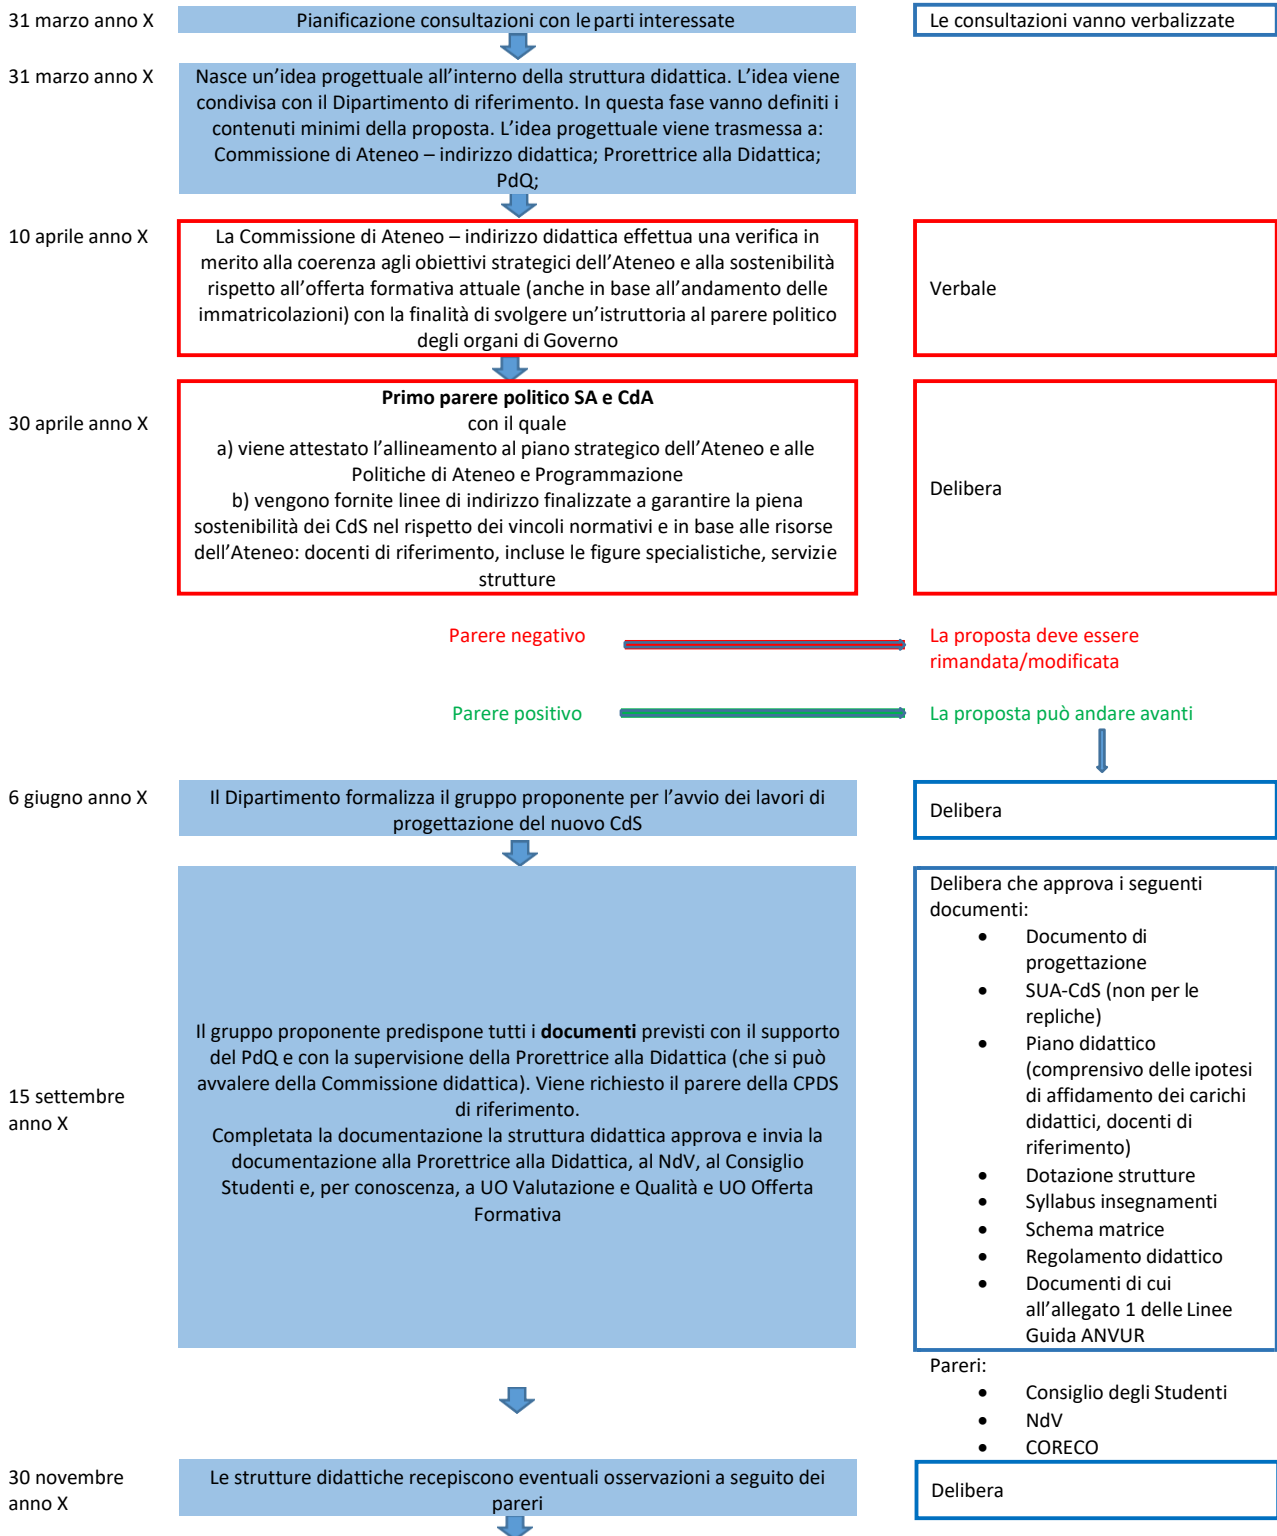 31 marzo anno X
Pianificazione consultazioni con le parti interessate
Le consultazioni vanno verbalizzate
31 marzo anno X
Nasce un'idea progettuale all'interno della struttura didattica. L'idea viene
condivisa con il Dipartimento di riferimento. In questa fase vanno definiti i
contenuti minimi della proposta. L'idea progettuale viene trasmessa a:
Commissione di Ateneo – indirizzo didattica; Prorettrice alla Didattica;
PdQ;
10 aprile anno X
La Commissione di Ateneo – indirizzo didattica effettua una verifica in
merito alla coerenza agli obiettivi strategici dell'Ateneo e alla sostenibilità
rispetto all'offerta formativa attuale (anche in base all'andamento delle
immatricolazioni) con la finalità di svolgere un'istruttoria al parere politico
degli organi di Governo
Verbale
30 aprile anno X
Primo parere politico SA e CdA
con il quale
a) viene attestato l'allineamento al piano strategico dell'Ateneo e alle
Politiche di Ateneo e Programmazione
b) vengono fornite linee di indirizzo finalizzate a garantire la piena
sostenibilità dei CdS nel rispetto dei vincoli normativi e in base alle risorse
dell'Ateneo: docenti di riferimento, incluse le figure specialistiche, servizi e
strutture
Delibera
Parere negativo
La proposta deve essere
rimandata/modificata
Parere positivo
La proposta può andare avanti
6 giugno anno X
Il Dipartimento formalizza il gruppo proponente per l'avvio dei lavori di
progettazione del nuovo CdS
Delibera
15 settembre
anno X
Il gruppo proponente predispone tutti i documenti previsti con il supporto
del PdQ e con la supervisione della Prorettrice alla Didattica (che si può
avvalere della Commissione didattica). Viene richiesto il parere della CPDS
di riferimento.
Completata la documentazione la struttura didattica approva e invia la
documentazione alla Prorettrice alla Didattica, al NdV, al Consiglio
Studenti e, per conoscenza, a UO Valutazione e Qualità e UO Offerta
Formativa
Delibera che approva i seguenti
documenti:
• Documento di
progettazione
• SUA-CdS (non per le
repliche)
• Piano didattico
(comprensivo delle ipotesi
di affidamento dei carichi
didattici, docenti di
riferimento)
• Dotazione strutture
• Syllabus insegnamenti
• Schema matrice
• Regolamento didattico
• Documenti di cui
all'allegato 1 delle Linee
Guida ANVUR
Pareri:
• Consiglio degli Studenti
• NdV
• CORECO
30 novembre
anno X
Le strutture didattiche recepiscono eventuali osservazioni a seguito dei
pareri
Delibera